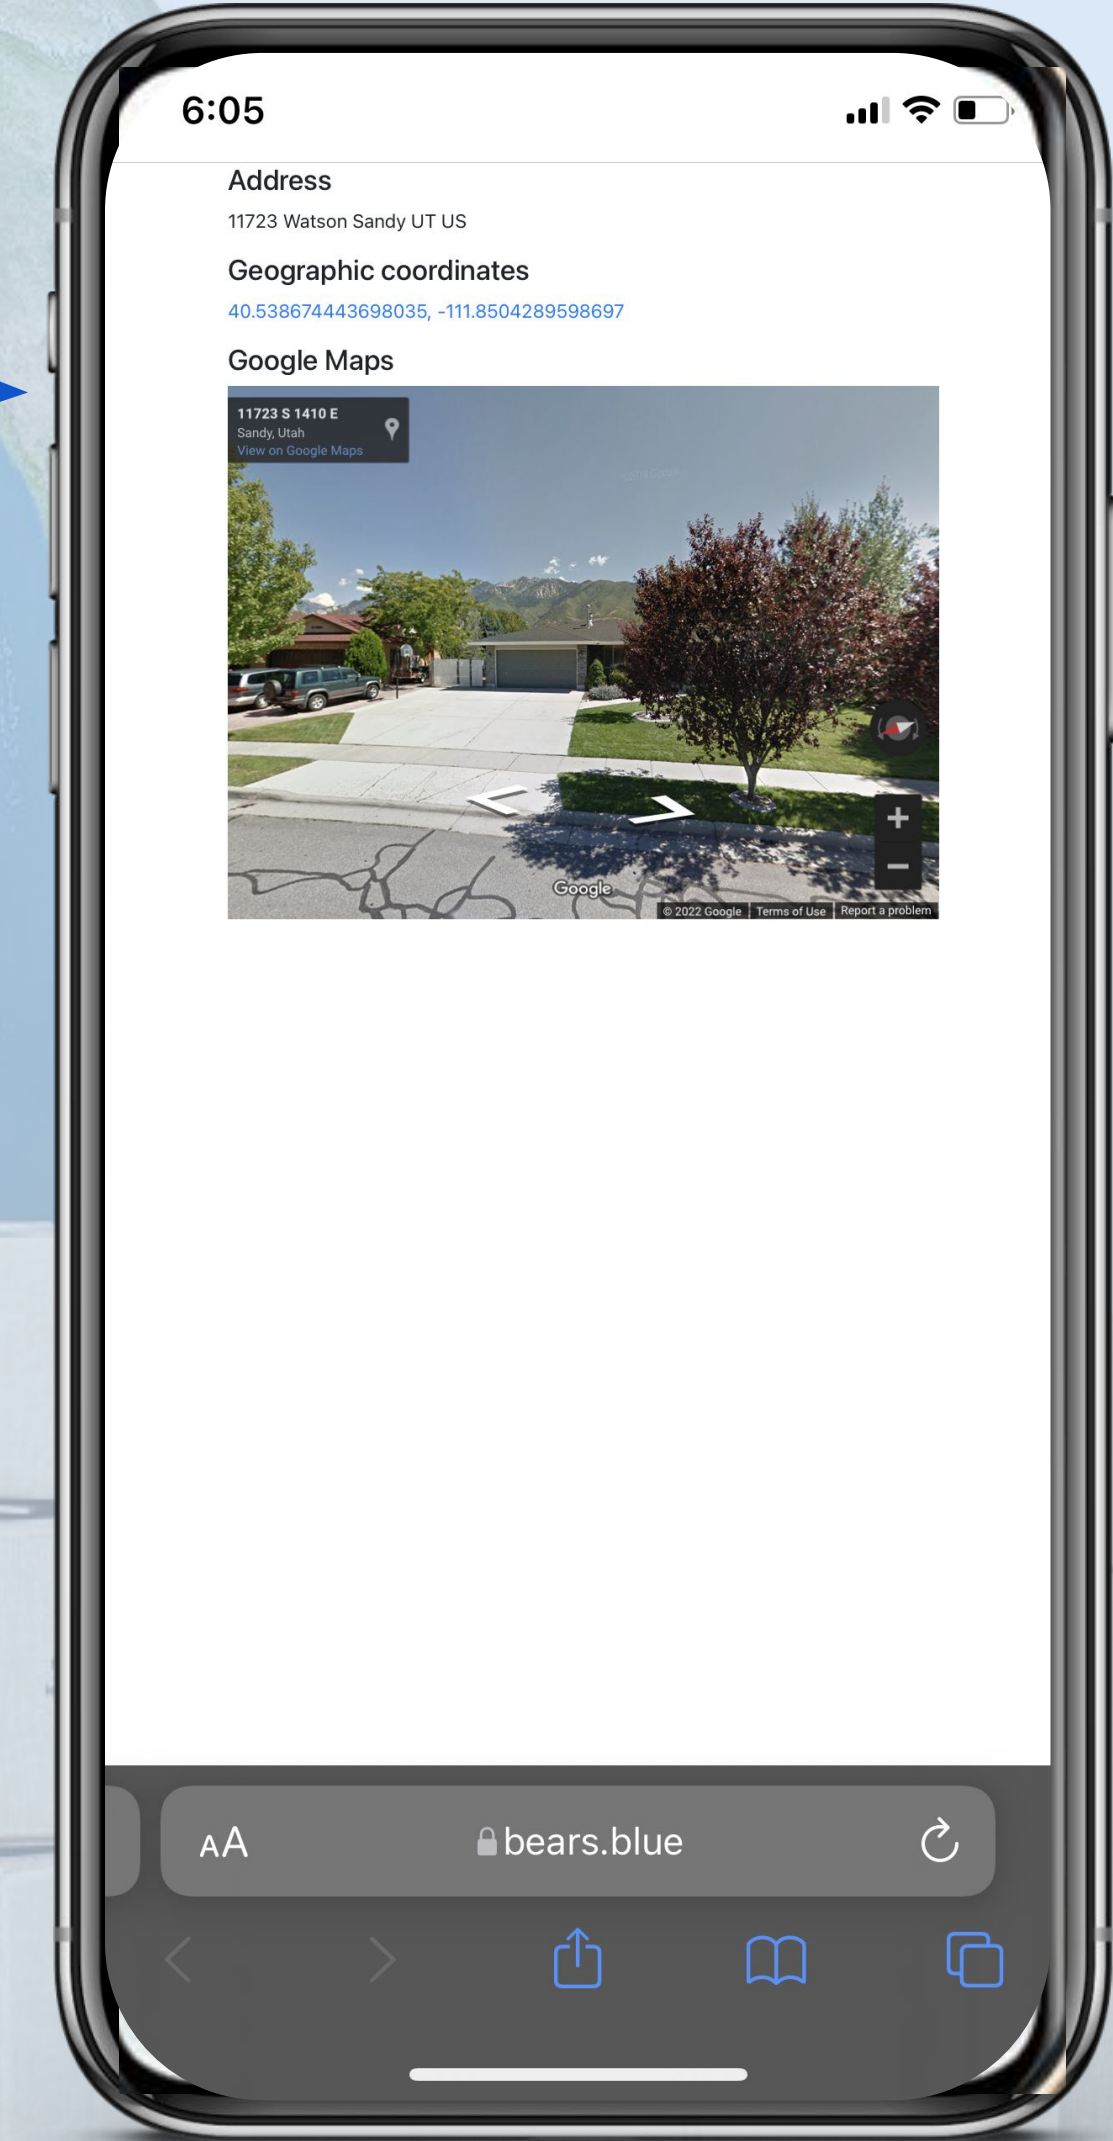 6:05
Address
11723 Watson Sandy UT US
Geographic coordinates
40.538674443698035, -111.8504289598697
Google Maps
11723 S 1410 E
Sandy, Utah
View on Google Maps
Google
© 2022 Google Terms of Use Report a problem
AA bears.blue